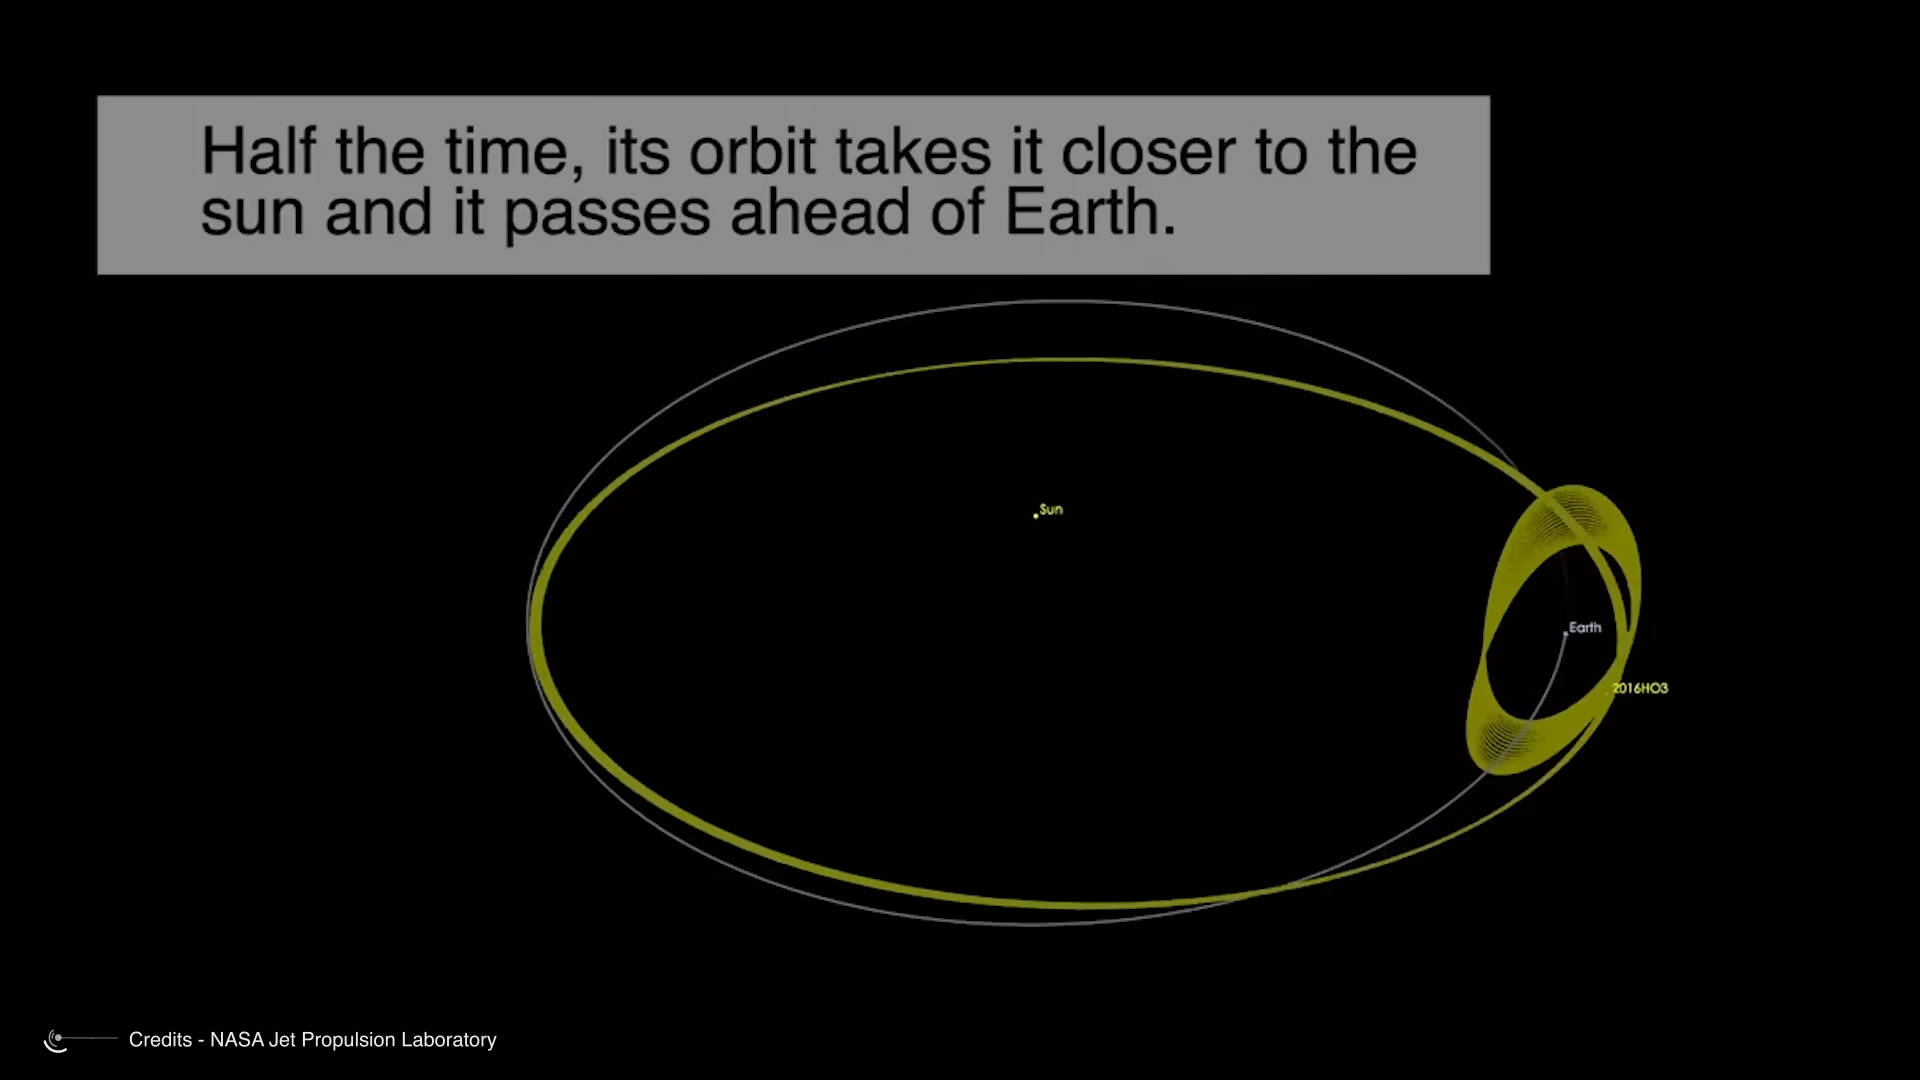 Half the time, its orbit takes it closer to the
sun and it passes ahead of Earth.
Sun
Earth
2016HO3
Credits - NASA Jet Propulsion Laboratory